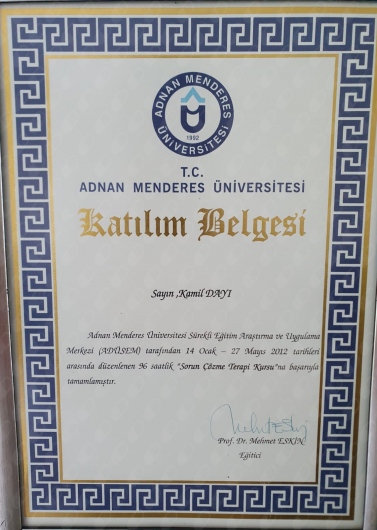 ADNAN MENDERES
1992
ÜNİVERSİTESİ
T.C.
ADNAN MENDERES ÜNİVERSİTESİ
Katılım Belgesi
Sayın ,Kamil DAYI
Adnan Menderes Üniversitesi Sürekli Eğitim Araştırma ve Uygulama
Merkezi (ADÜSEM) tarafından 14 Ocak – 27 Mayıs 2012 tarihleri
arasında düzenlenen 96 saatlik "Sorun Çözme Terapi Kursu"na başarıyla
tamamlamıştır.
Prof. Dr. Mehmet ESKİN
Eğitici